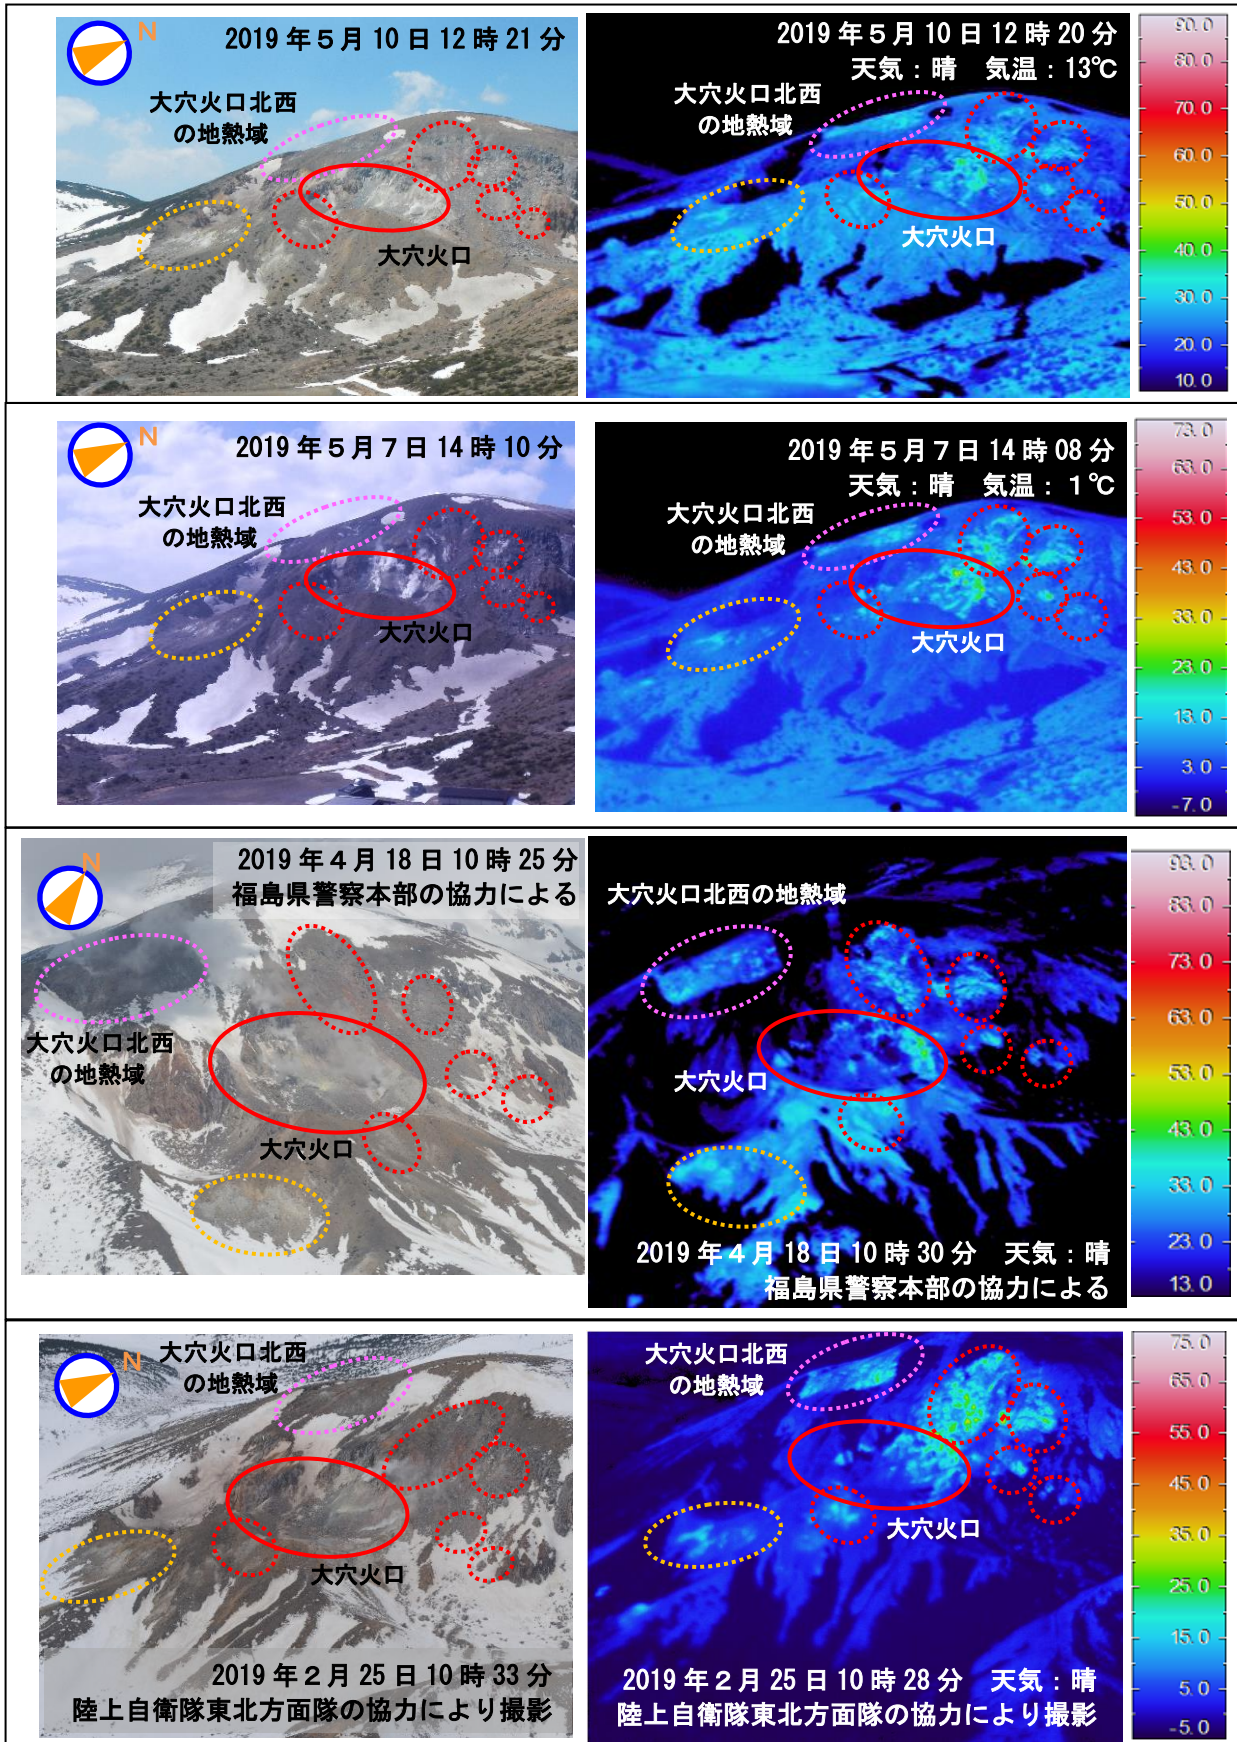 N
2019年5月10日12時21分
大穴火口北西
の地熱域
大穴火口
2019年5月10日12時20分
天気：晴　気温：13℃
大穴火口北西
の地熱域
大穴火口
90.0
80.0
70.0
60.0
50.0
40.0
30.0
20.0
10.0
N
2019年5月7日14時10分
大穴火口北西
の地熱域
大穴火口
2019年5月7日14時08分
天気：晴　気温：1℃
大穴火口北西
の地熱域
大穴火口
73.0
63.0
53.0
43.0
33.0
23.0
13.0
3.0
-7.0
N
2019年4月18日10時25分
福島県警察本部の協力による
大穴火口北西
の地熱域
大穴火口
大穴火口北西の地熱域
大穴火口
2019年4月18日10時30分　天気：晴
福島県警察本部の協力による
93.0
83.0
73.0
63.0
53.0
43.0
33.0
23.0
13.0
N
大穴火口北西
の地熱域
大穴火口
2019年2月25日10時33分
陸上自衛隊東北方面隊の協力により撮影
大穴火口北西
の地熱域
大穴火口
2019年2月25日10時28分　天気：晴
陸上自衛隊東北方面隊の協力により撮影
75.0
65.0
55.0
45.0
35.0
25.0
15.0
5.0
-5.0